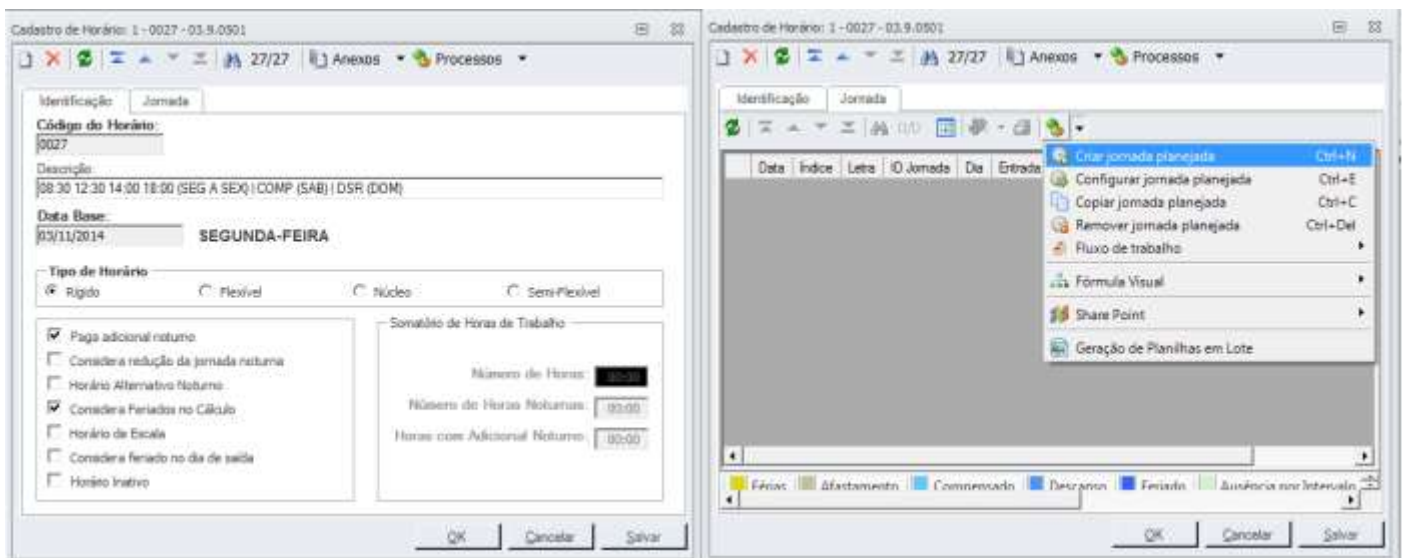 Cadastro de Horário: 1 - 0027 - 03.9.0501
27/27 Anexos Processos
Identificação Jornada
Código do Horário:
0027
Descrição
08:30 12:30 14:00 18:00 (SEG A SEX) | COMP (SAB) | DSR (DOM)
Data Base:
03/11/2014 SEGUNDA-FEIRA
Tipo de Horário
Rígido Flexível Núcleo Semi-Flexível
Paga adicional noturno
Considera redução da jornada noturna
Horário Alternativo Noturno
Considera Feriados no Cálculo
Horário de Escala
Considera feriado no dia de saída
Horário Inativo
Somatório de Horas de Trabalho
Número de Horas: 00:00
Número de Horas Noturnas: 00:00
Horas com Adicional Noturno: 00:00
OK Cancelar Salvar
Cadastro de Horário: 1 - 0027 - 03.9.0501
27/27 Anexos Processos
Identificação Jornada
0/0
Data Índice Letra ID Jornada Dia Entrada
Criar jornada planejada Ctrl+N
Configurar jornada planejada Ctrl+E
Copiar jornada planejada Ctrl+C
Remover jornada planejada Ctrl+Del
Fluxo de trabalho
Fórmula Visual
Share Point
Geração de Planilhas em Lote
Férias Afastamento Compensado Descanso Feriado Ausência por Intervalo
OK Cancelar Salvar